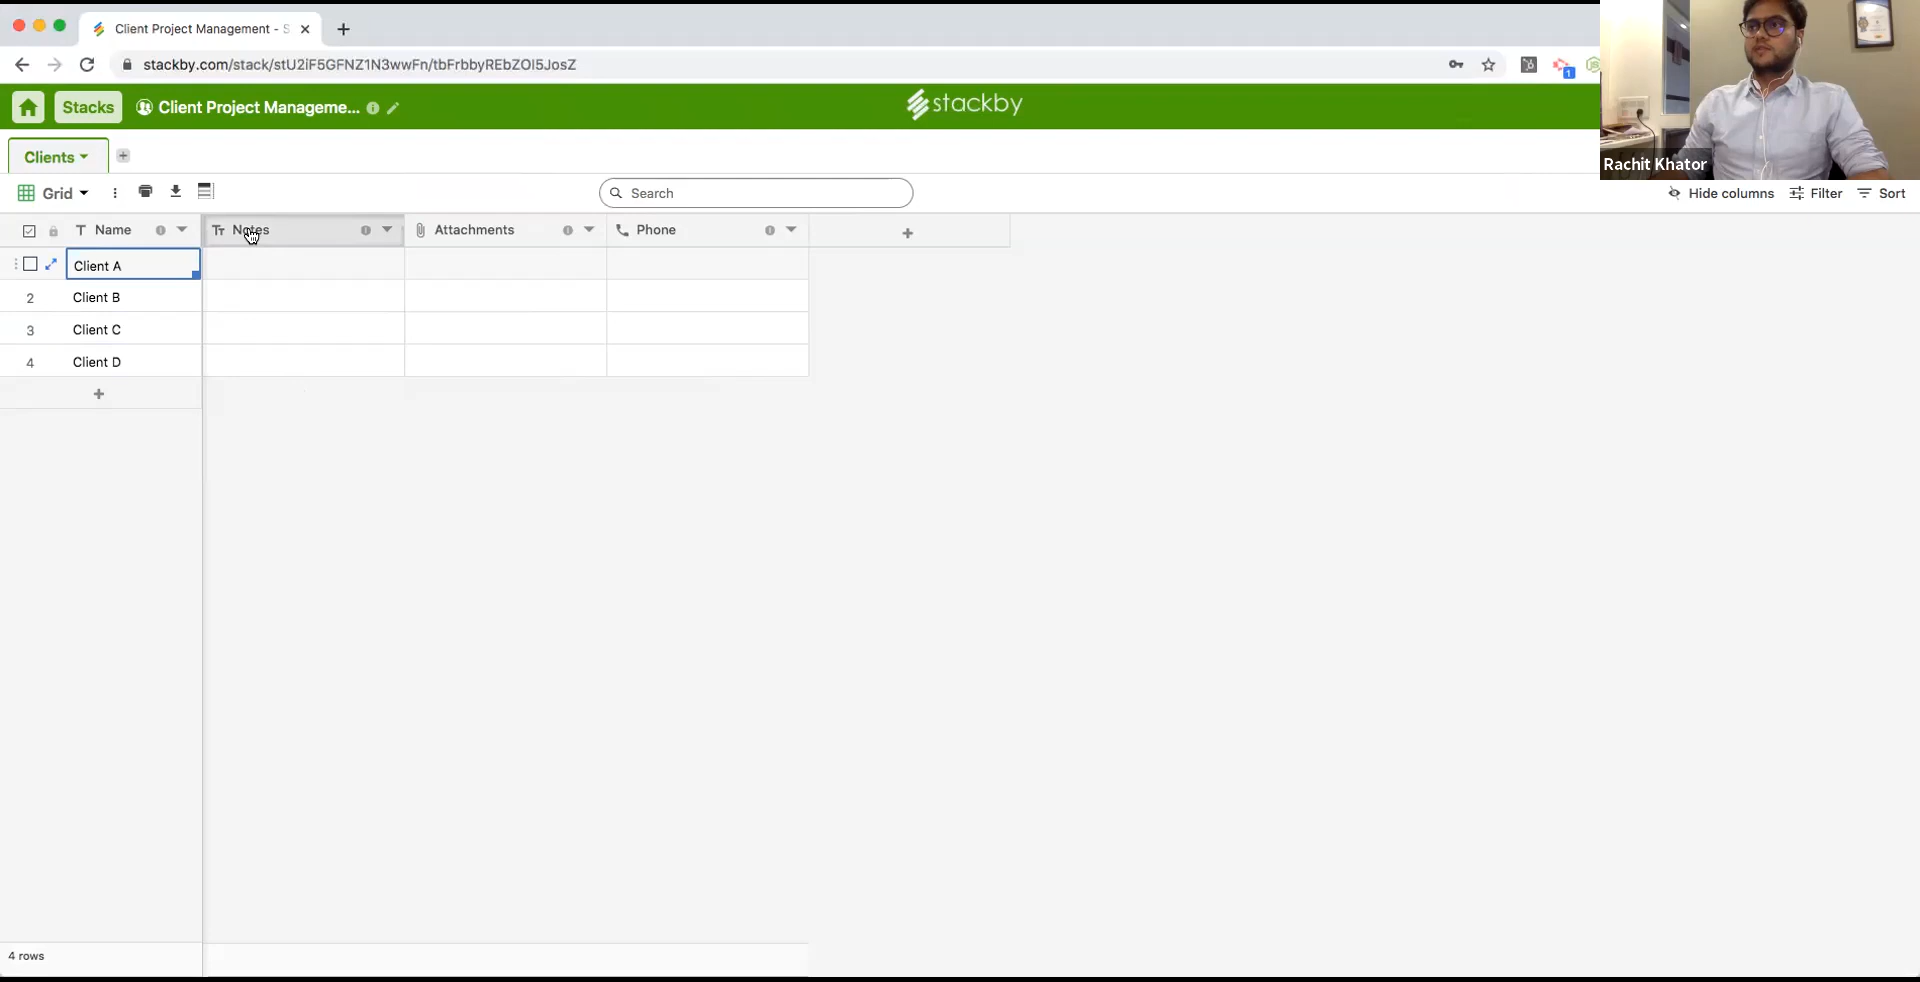 Client Project Management - S
stackby.com/stack/stU2iF5GFNZ1N3wwFn/tbFrbbyREbZOI5JosZ
1
Stacks
Client Project Manageme...
stackby
Rachit Khator
Clients
Grid
Search
Hide columns
Filter
Sort
Name
Notes
Attachments
Phone
Client A
2
Client B
3
Client C
4
Client D
4 rows